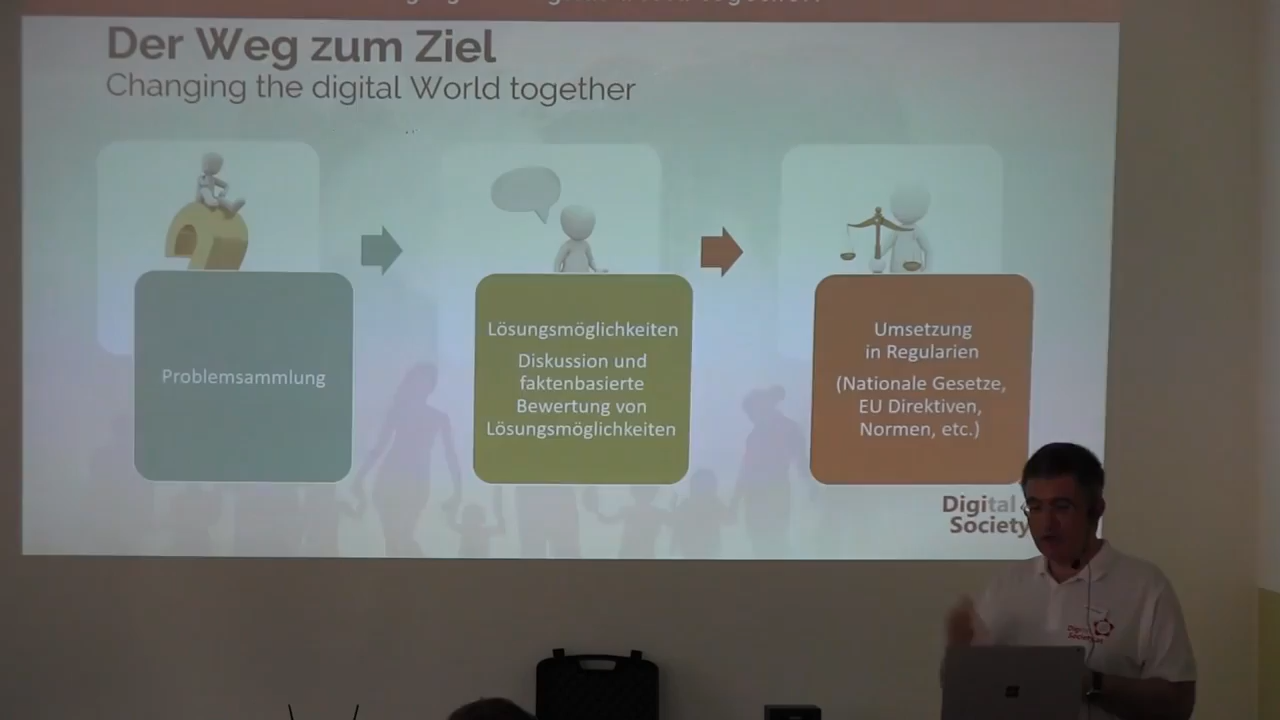 Der Weg zum Ziel
Changing the digital World together
Problemsammlung
Lösungsmöglichkeiten
Diskussion und
faktenbasierte
Bewertung von
Lösungsmöglichkeiten
Umsetzung
in Regularien
(Nationale Gesetze,
EU Direktiven,
Normen, etc.)
Digital
Society